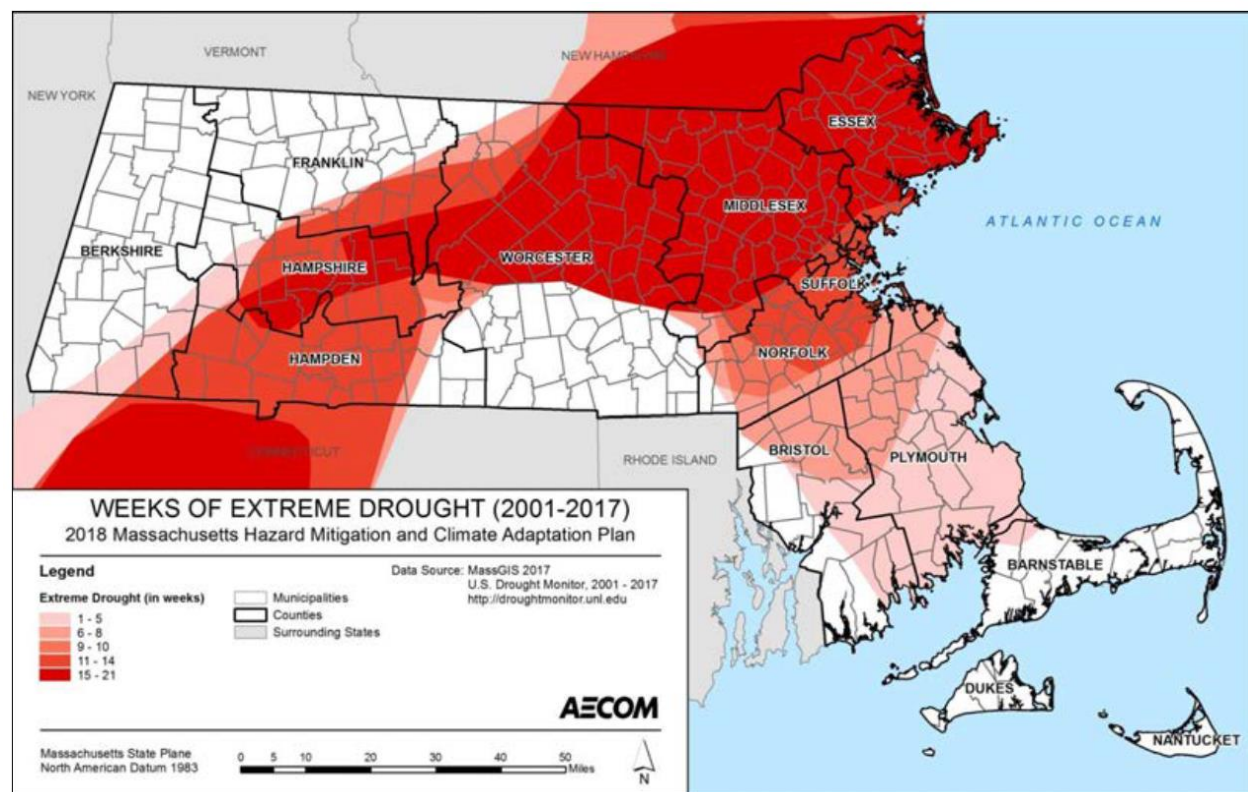 VERMONT
NEW HAMPSHIRE
NEW YORK
ESSEX
FRANKLIN
MIDDLESEX
ATLANTIC OCEAN
BERKSHIRE
HAMPSHIRE
WORCESTER
SUFFOLK
HAMPDEN
NORFOLK
CONNECTICUT
RHODE ISLAND
BRISTOL
PLYMOUTH
BARNSTABLE
DUKES
NANTUCKET
WEEKS OF EXTREME DROUGHT (2001-2017)
2018 Massachusetts Hazard Mitigation and Climate Adaptation Plan
Legend
Extreme Drought (in weeks)
1 - 5
6 - 8
9 - 10
11 - 14
15 - 21
Municipalities
Counties
Surrounding States
Data Source: MassGIS 2017
U.S. Drought Monitor, 2001 - 2017
http://droughtmonitor.unl.edu
AECOM
Massachusetts State Plane
North American Datum 1983
0 5 10 20 30 40 50
Miles
N